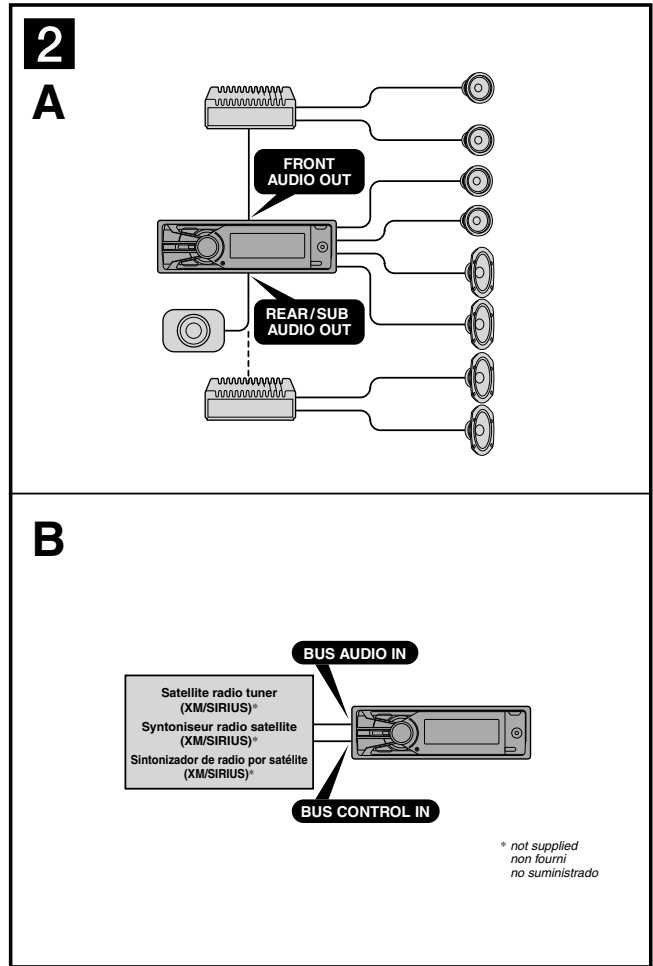 2
A
FRONT
AUDIO OUT
REAR/SUB
AUDIO OUT
B
BUS AUDIO IN
Satellite radio tuner
(XM/SIRIUS)*
Syntoniseur radio satellite
(XM/SIRIUS)*
Sintonizador de radio por satélite
(XM/SIRIUS)*
BUS CONTROL IN
* not supplied
non fourni
no suministrado